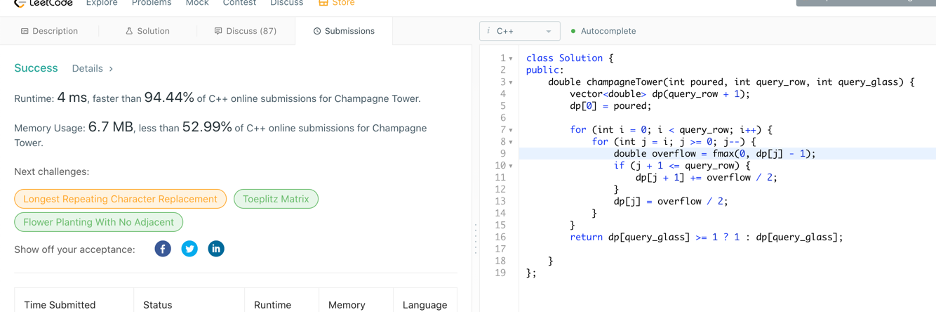 LeetCode Explore Problems Mock Contest Discuss Store
Description Solution Discuss (87) Submissions
i C++ Autocomplete
Success Details >
Runtime: 4 ms, faster than 94.44% of C++ online submissions for Champagne Tower.
Memory Usage: 6.7 MB, less than 52.99% of C++ online submissions for Champagne
Tower.
Next challenges:
Longest Repeating Character Replacement Toeplitz Matrix
Flower Planting With No Adjacent
Show off your acceptance:
Time Submitted Status Runtime Memory Language
1 class Solution {
2 public:
3 double champagneTower(int poured, int query_row, int query_glass) {
4 vector<double> dp(query_row + 1);
5 dp[0] = poured;
6
7 for (int i = 0; i < query_row; i++) {
8 for (int j = i; j >= 0; j--) {
9 double overflow = fmax(0, dp[j] - 1);
10 if (j + 1 <= query_row) {
11 dp[j + 1] += overflow / 2;
12 }
13 dp[j] = overflow / 2;
14 }
15 }
16 return dp[query_glass] >= 1 ? 1 : dp[query_glass];
17
18 }
19 };